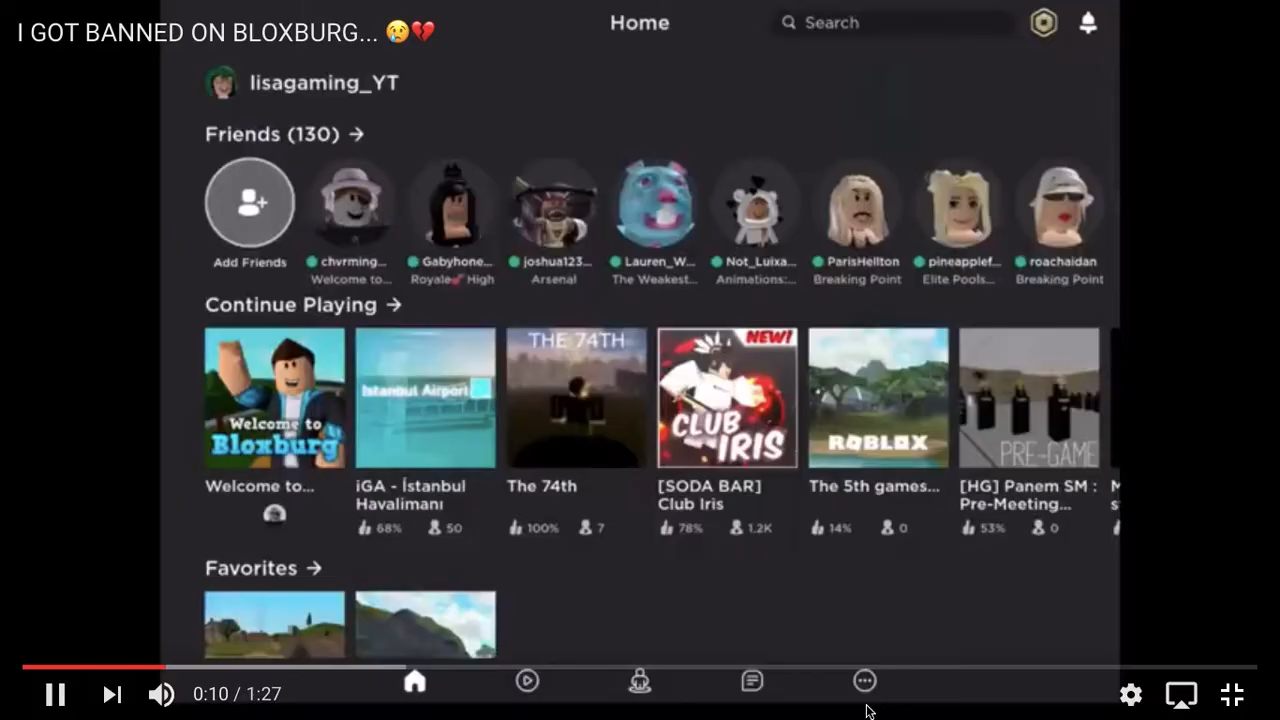 I GOT BANNED ON BLOXBURG... 😢💔
Home
Search
lisagaming_YT
Friends (130) →
Add Friends
chvrming...
Welcome to...
Gabyhone...
Royale💕 High
joshua123...
Arsenal
Lauren_W...
The Weakest...
Not_Luixa...
Animations:...
ParisHellton
Breaking Point
pineapplef...
Elite Pools...
roachaidan
Breaking Point
Continue Playing →
Welcome to
Bloxburg
Istanbul Airport
THE 74TH
NEW!
CLUB
IRIS
ROBLOX
PRE-GAME
Welcome to...
iGA - İstanbul
Havalimanı
68% 50
The 74th
100% 7
[SODA BAR]
Club Iris
78% 1.2K
The 5th games...
14% 0
[HG] Panem SM :
Pre-Meeting...
53% 0
Favorites →
0:10 / 1:27